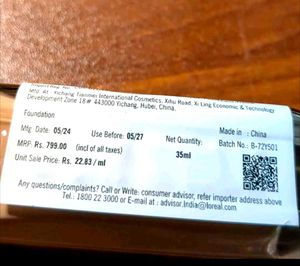 Mfd. At : Yichang Tianmei International Cosmetics, Xihu Road, Xi Ling Economic & Technology
Development Zone 18# 443000 Yichang, Hubei, China.
Foundation
Mfg. Date: 05/24 Use Before: 05/27 Net Quantity: Made in : China
MRP: Rs. 799.00 (incl of all taxes) 35ml Batch No : B-72YS01
Unit Sale Price: Rs. 22.83 / ml
Any questions/complaints? Call or Write: consumer advisor, refer importer address above
Tel.: 1800 22 3000 or E-mail at : advisor.India@loreal.com